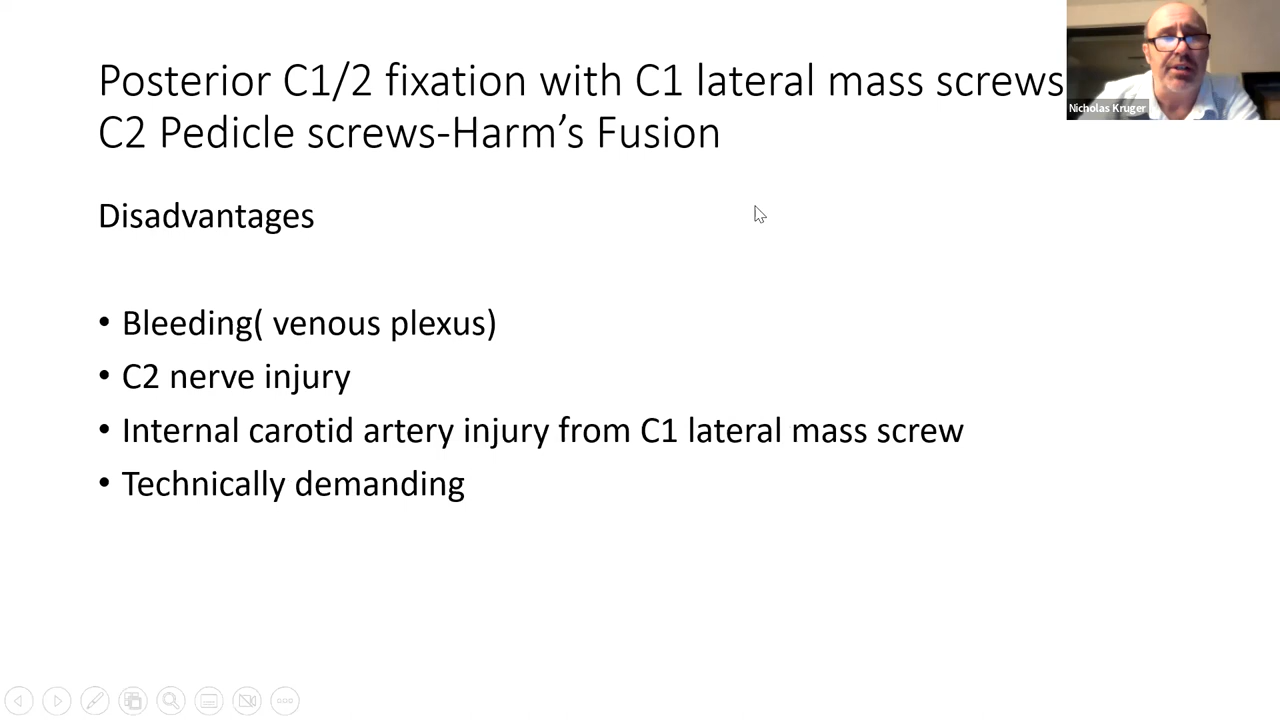 Posterior C1/2 fixation with C1 lateral mass screws
C2 Pedicle screws-Harm’s Fusion
Nicholas Kruger
Disadvantages
• Bleeding( venous plexus)
• C2 nerve injury
• Internal carotid artery injury from C1 lateral mass screw
• Technically demanding